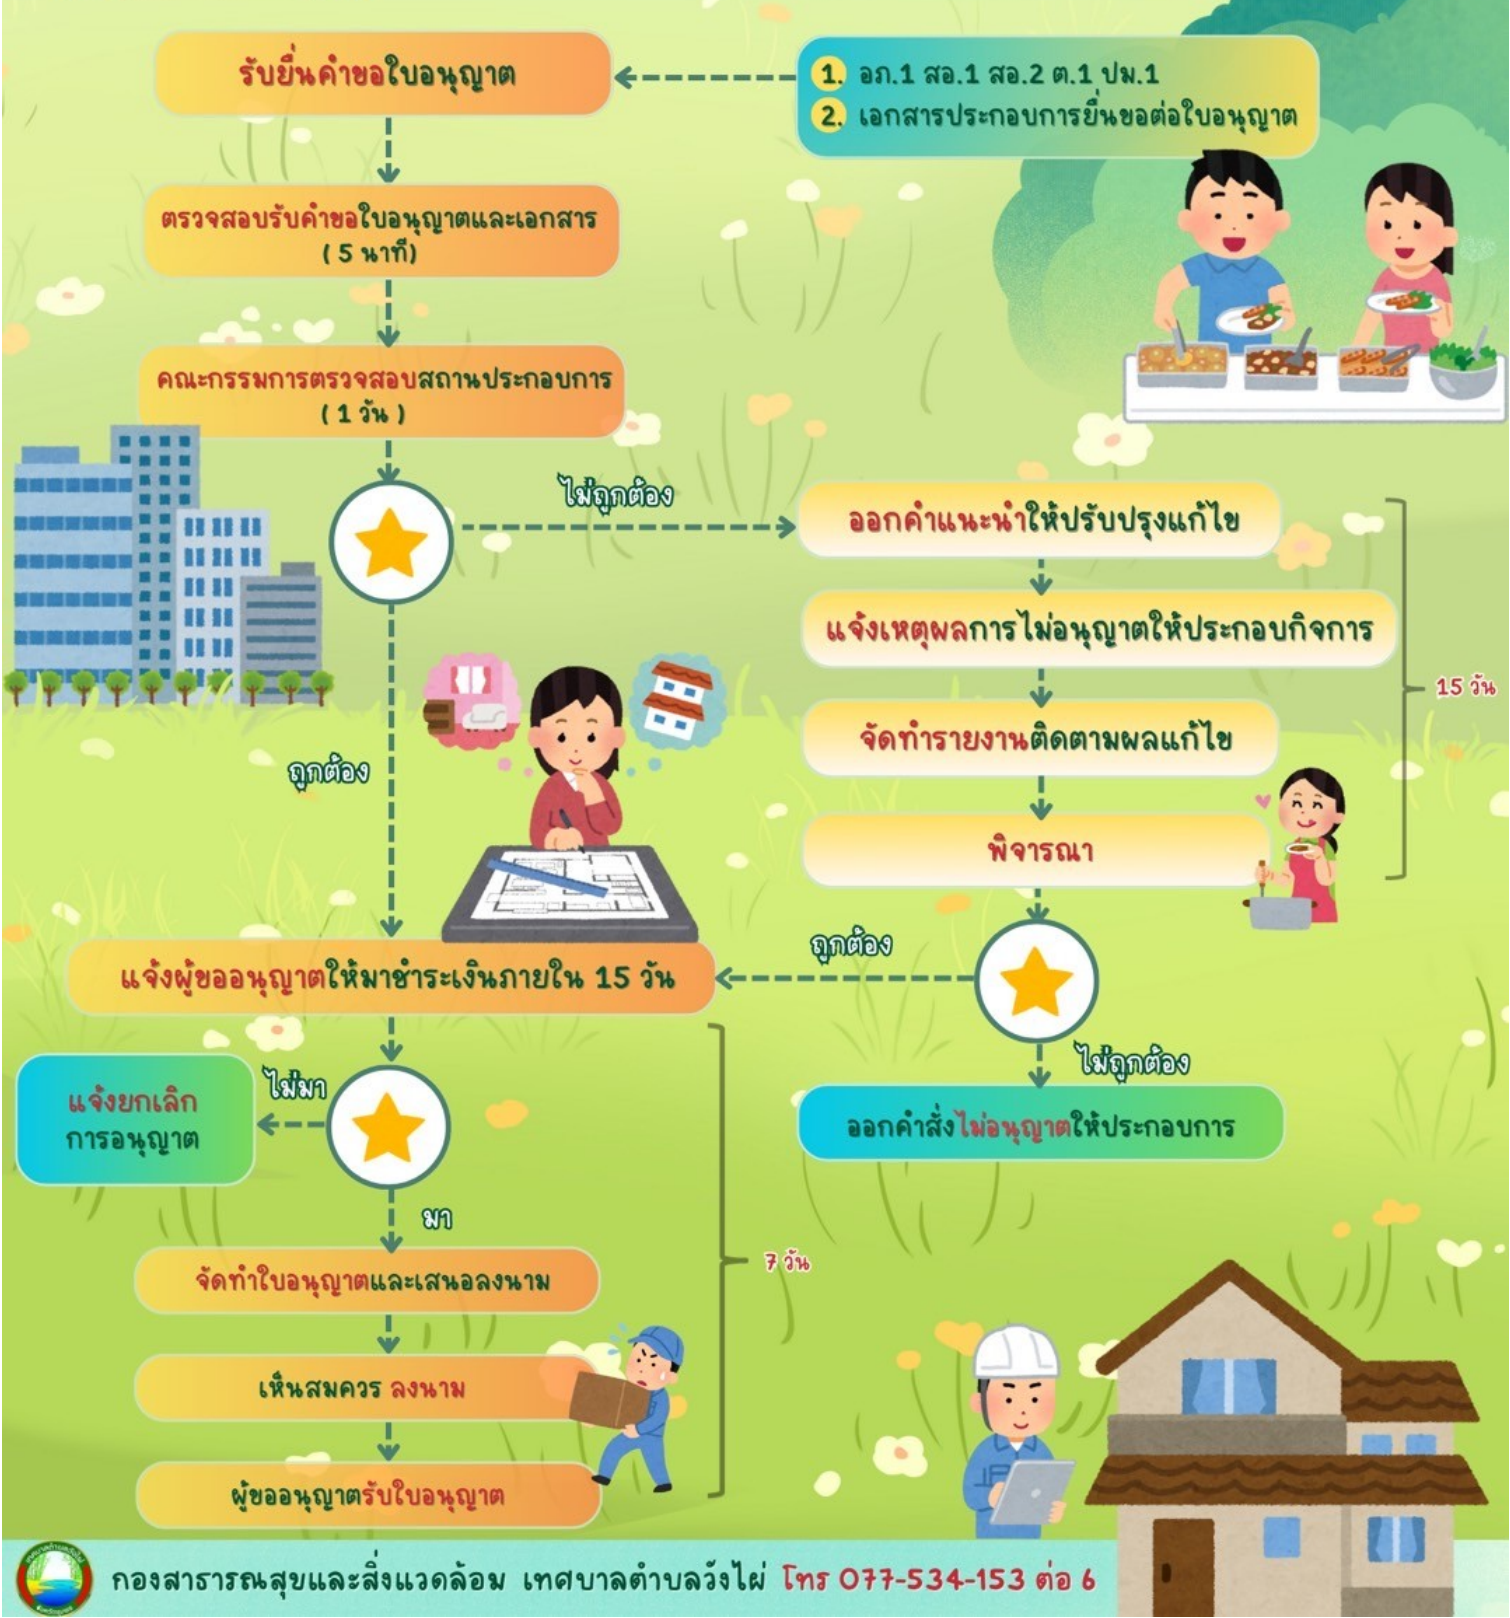 รับยื่นคำขอใบอนุญาต
1. อภ.1 สอ.1 สอ.2 ต.1 ปม.1
2. เอกสารประกอบการยื่นขอต่อใบอนุญาต
ตรวจสอบรับคำขอใบอนุญาตและเอกสาร
( 5 นาที)
คณะกรรมการตรวจสอบสถานประกอบการ
( 1 วัน )
ไม่ถูกต้อง
ออกคำแนะนำให้ปรับปรุงแก้ไข
แจ้งเหตุผลการไม่อนุญาตให้ประกอบกิจการ
15 วัน
จัดทำรายงานติดตามผลแก้ไข
ถูกต้อง
พิจารณา
ถูกต้อง
แจ้งผู้ขออนุญาตให้มาชำระเงินภายใน 15 วัน
ไม่ถูกต้อง
ออกคำสั่งไม่อนุญาตให้ประกอบการ
ไม่มา
แจ้งยกเลิก
การอนุญาต
มา
7 วัน
จัดทำใบอนุญาตและเสนอลงนาม
เห็นสมควร ลงนาม
ผู้ขออนุญาตรับใบอนุญาต
กองสาธารณสุขและสิ่งแวดล้อม เทศบาลตำบลวังไผ่ โทร 077-534-153 ต่อ 6